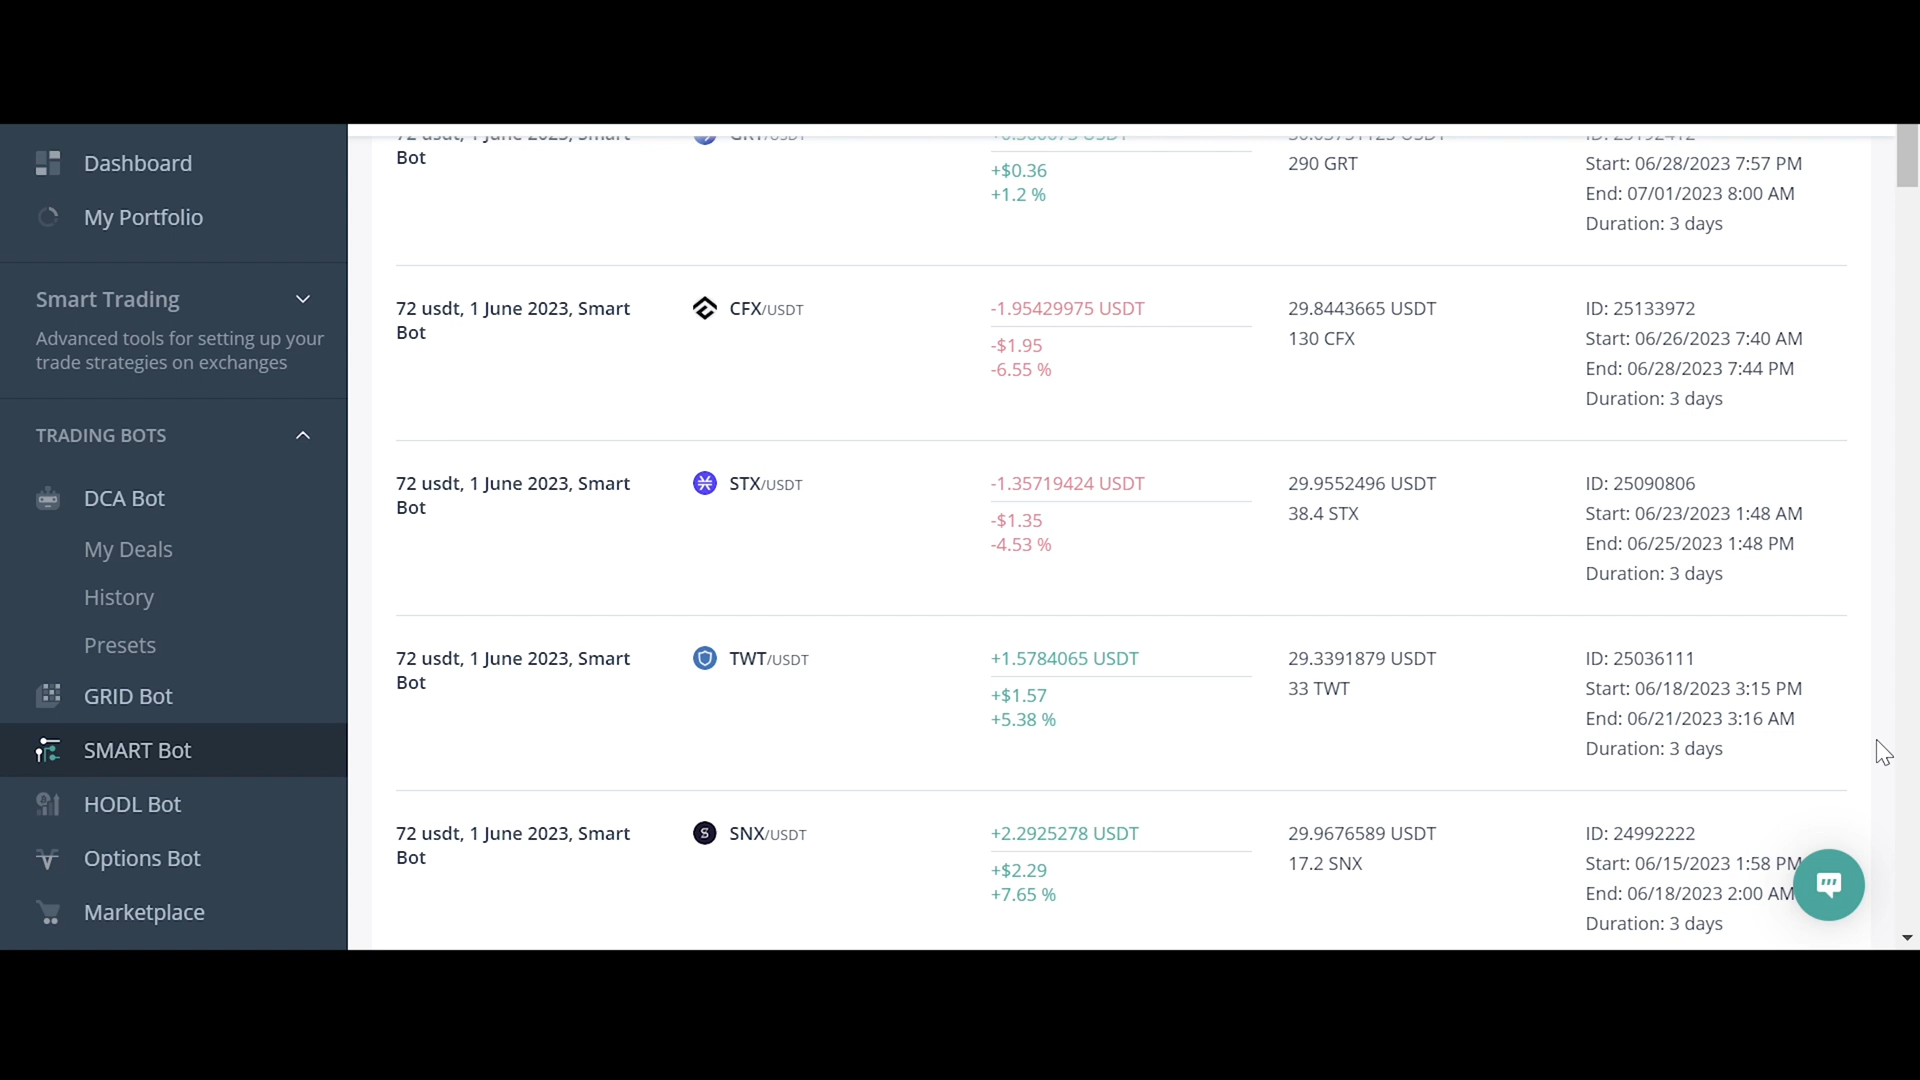 Dashboard
My Portfolio
Smart Trading
Advanced tools for setting up your
trade strategies on exchanges
TRADING BOTS
DCA Bot
My Deals
History
Presets
GRID Bot
SMART Bot
HODL Bot
Options Bot
Marketplace
72 usdt, 1 June 2023, Smart
Bot
GRT/USDT
+$0.36
+1.2 %
290 GRT
Start: 06/28/2023 7:57 PM
End: 07/01/2023 8:00 AM
Duration: 3 days
72 usdt, 1 June 2023, Smart
Bot
CFX/USDT
-1.95429975 USDT
-$1.95
-6.55 %
29.8443665 USDT
130 CFX
ID: 25133972
Start: 06/26/2023 7:40 AM
End: 06/28/2023 7:44 PM
Duration: 3 days
72 usdt, 1 June 2023, Smart
Bot
STX/USDT
-1.35719424 USDT
-$1.35
-4.53 %
29.9552496 USDT
38.4 STX
ID: 25090806
Start: 06/23/2023 1:48 AM
End: 06/25/2023 1:48 PM
Duration: 3 days
72 usdt, 1 June 2023, Smart
Bot
TWT/USDT
+1.5784065 USDT
+$1.57
+5.38 %
29.3391879 USDT
33 TWT
ID: 25036111
Start: 06/18/2023 3:15 PM
End: 06/21/2023 3:16 AM
Duration: 3 days
72 usdt, 1 June 2023, Smart
Bot
SNX/USDT
+2.2925278 USDT
+$2.29
+7.65 %
29.9676589 USDT
17.2 SNX
ID: 24992222
Start: 06/15/2023 1:58 PM
End: 06/18/2023 2:00 AM
Duration: 3 days